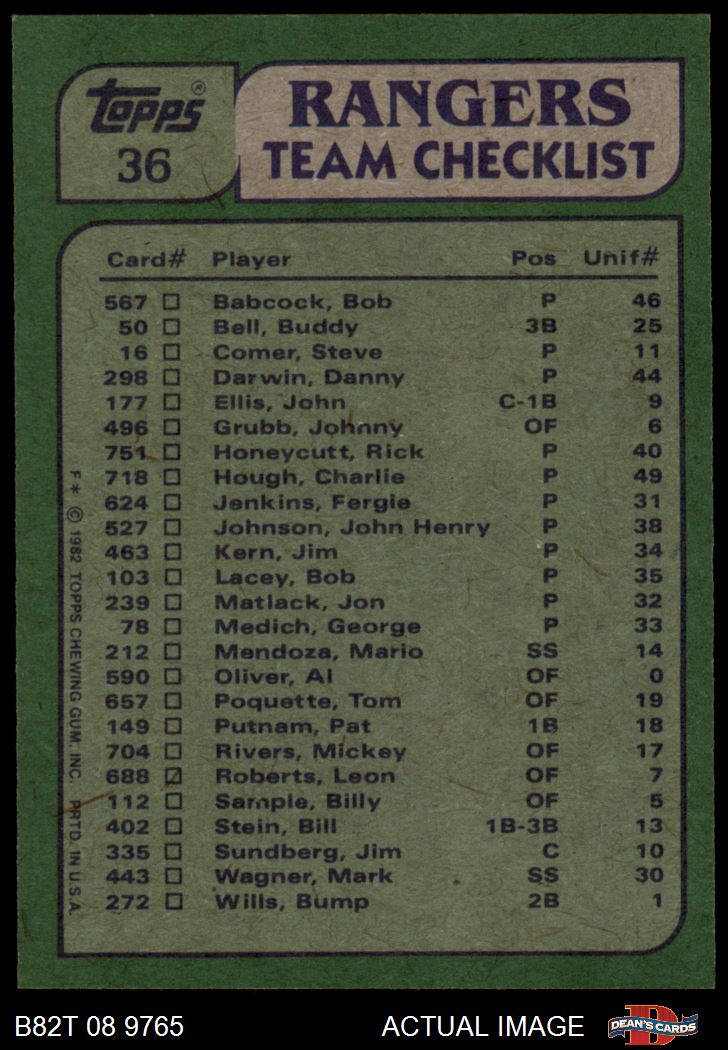 Topps®
36
RANGERS
TEAM CHECKLIST
Card# Player Pos Unif#
567 Babcock, Bob P 46
50 Bell, Buddy 3B 25
16 Comer, Steve P 11
298 Darwin, Danny P 44
177 Ellis, John C-1B 9
496 Grubb, Johnny OF 6
751 Honeycutt, Rick P 40
718 Hough, Charlie P 49
624 Jenkins, Fergie P 31
527 Johnson, John Henry P 38
463 Kern, Jim P 34
103 Lacey, Bob P 35
239 Matlack, Jon P 32
78 Medich, George P 33
212 Mendoza, Mario SS 14
590 Oliver, Al OF 0
657 Poquette, Tom OF 19
149 Putnam, Pat 1B 18
704 Rivers, Mickey OF 17
688 Roberts, Leon OF 7
112 Sample, Billy OF 5
402 Stein, Bill 1B-3B 13
335 Sundberg, Jim C 10
443 Wagner, Mark SS 30
272 Wills, Bump 2B 1
F* © 1982 TOPPS CHEWING GUM, INC. PRTD. IN U.S.A.
B82T 08 9765 ACTUAL IMAGE D DEAN'S CARDS